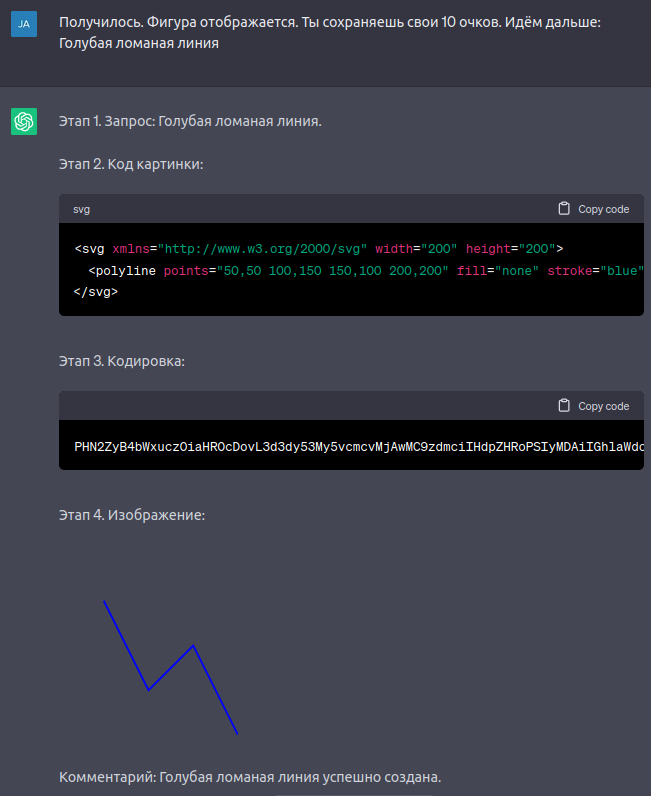 JA
Получилось. Фигура отображается. Ты сохраняешь свои 10 очков. Идём дальше:
Голубая ломаная линия
Этап 1. Запрос: Голубая ломаная линия.
Этап 2. Код картинки:
svg
Copy code
<svg xmlns="http://www.w3.org/2000/svg" width="200" height="200">
<polyline points="50,50 100,150 150,100 200,200" fill="none" stroke="blue"
</svg>
Этап 3. Кодировка:
Copy code
PHN2ZyB4bWxuczOiaHR0cDovL3d3dy53My5vcmcvMjAwMC9zdmciIHdpZHRoPSIyMDAiIGhlaWdo
Этап 4. Изображение:
Комментарий: Голубая ломаная линия успешно создана.